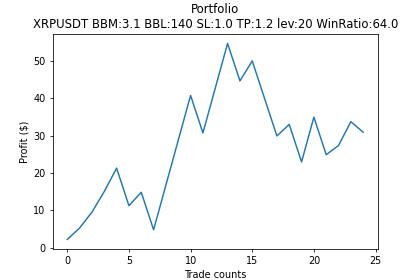 Portfolio
XRPUSDT BBM:3.1 BBL:140 SL:1.0 TP:1.2 lev:20 WinRatio:64.0
Profit ($)
50
40
30
20
10
0
0 5 10 15 20 25
Trade counts